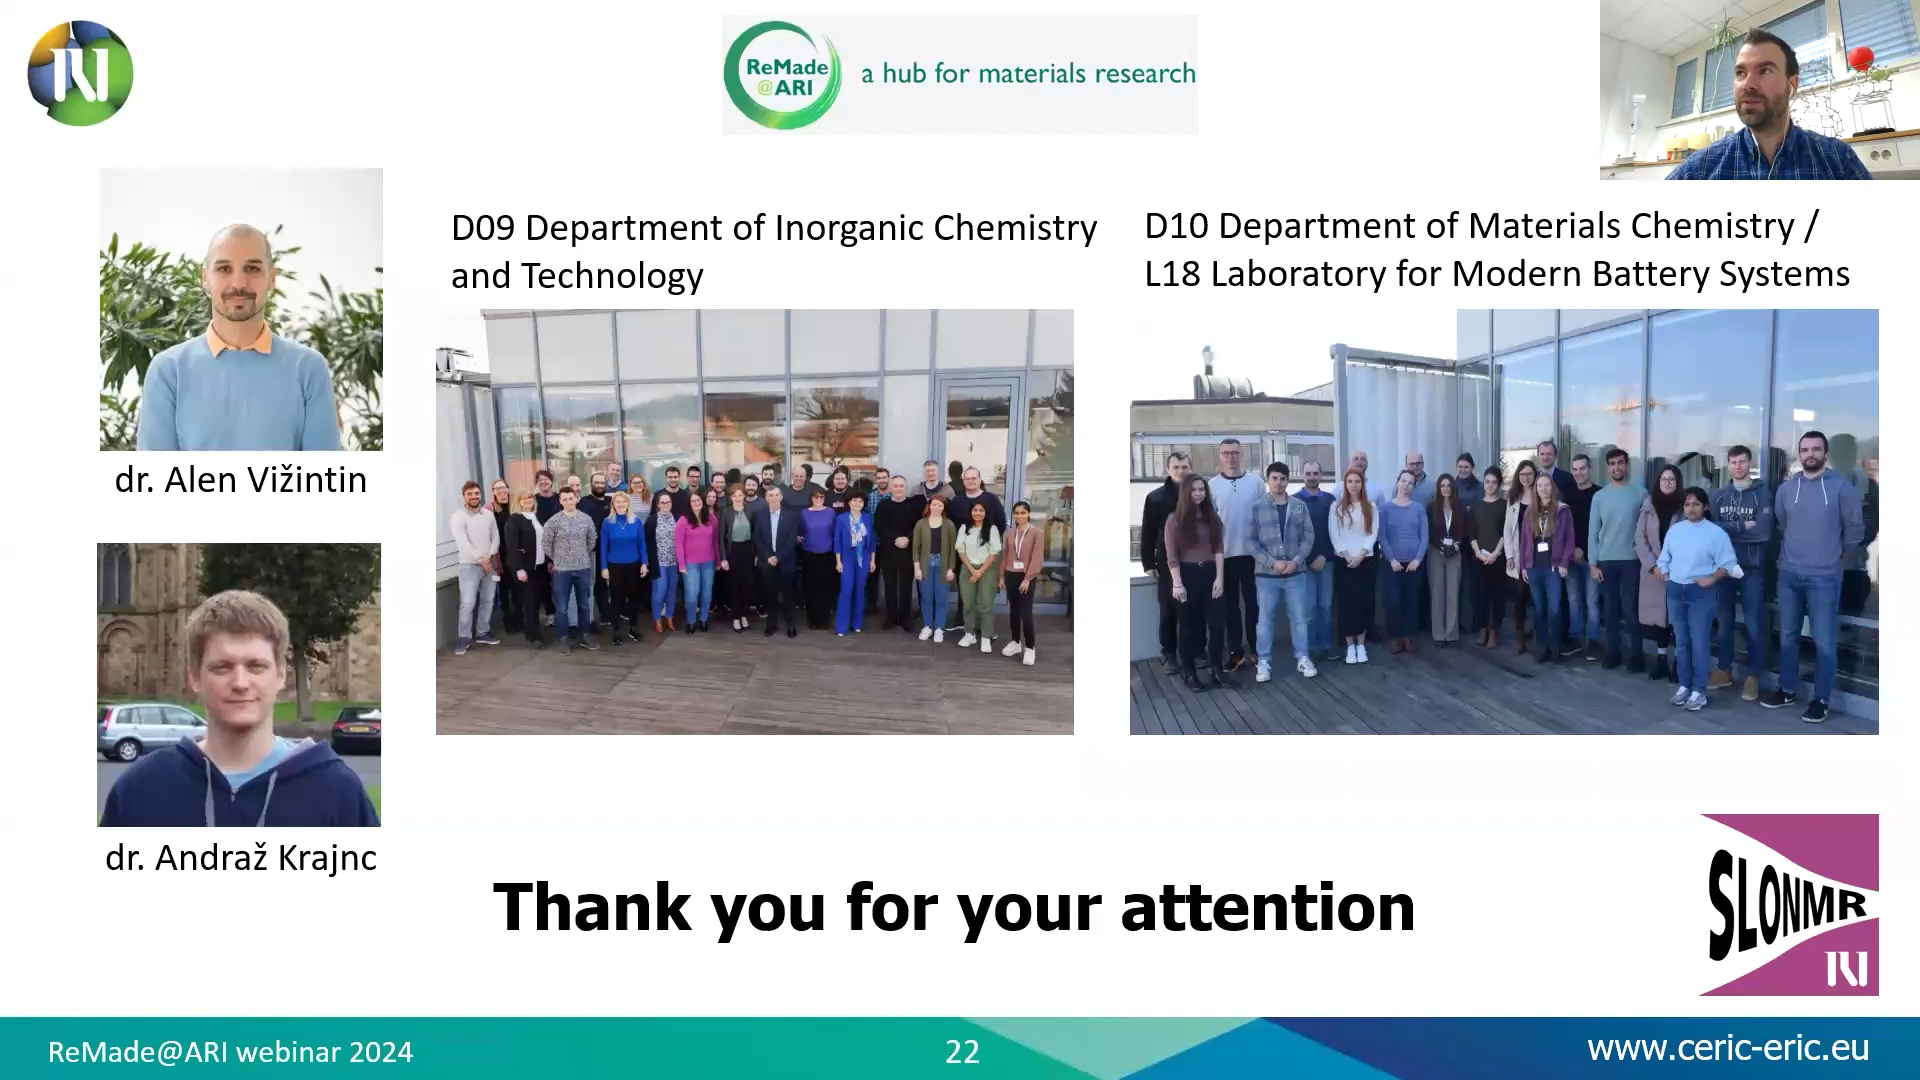 ReMade
@ARI
a hub for materials research
D09 Department of Inorganic Chemistry
and Technology
D10 Department of Materials Chemistry /
L18 Laboratory for Modern Battery Systems
dr. Alen Vižintin
dr. Andraž Krajnc
Thank you for your attention
SLONMR
ReMade@ARI webinar 2024
22
www.ceric-eric.eu